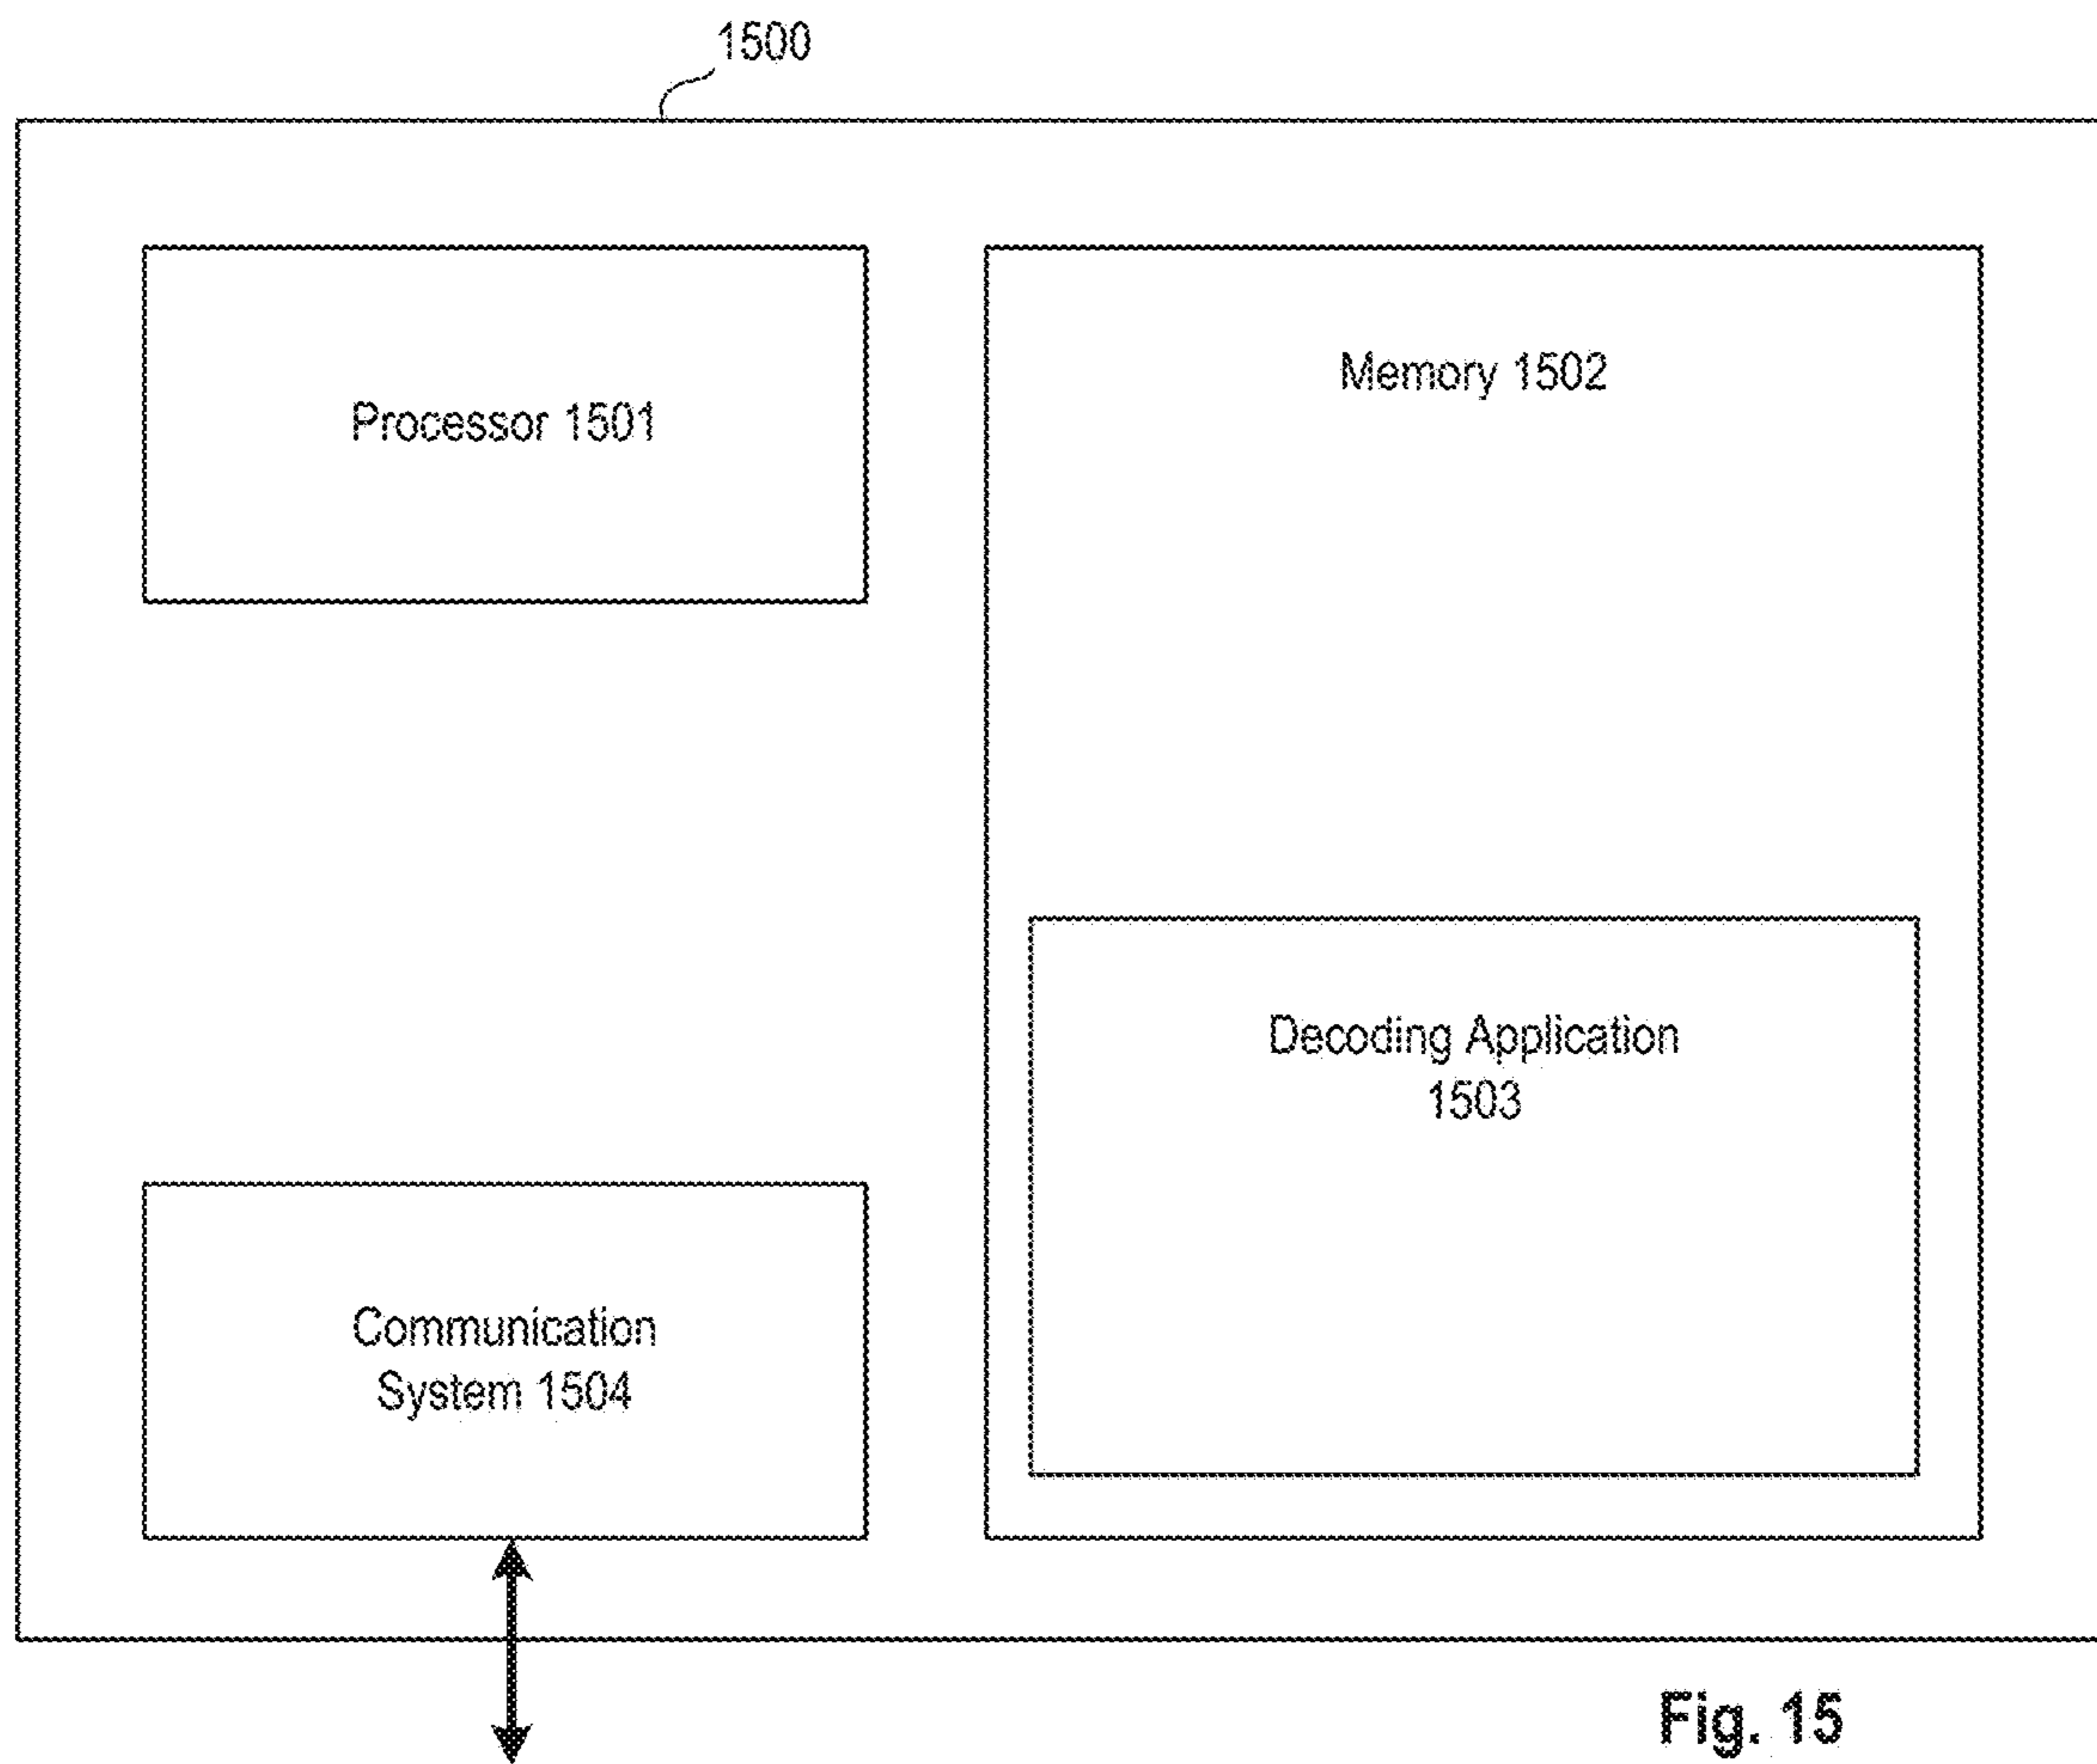 1500
Processor 1501
Memory 1502
Decoding Application
1503
Communication
System 1504
Fig. 15